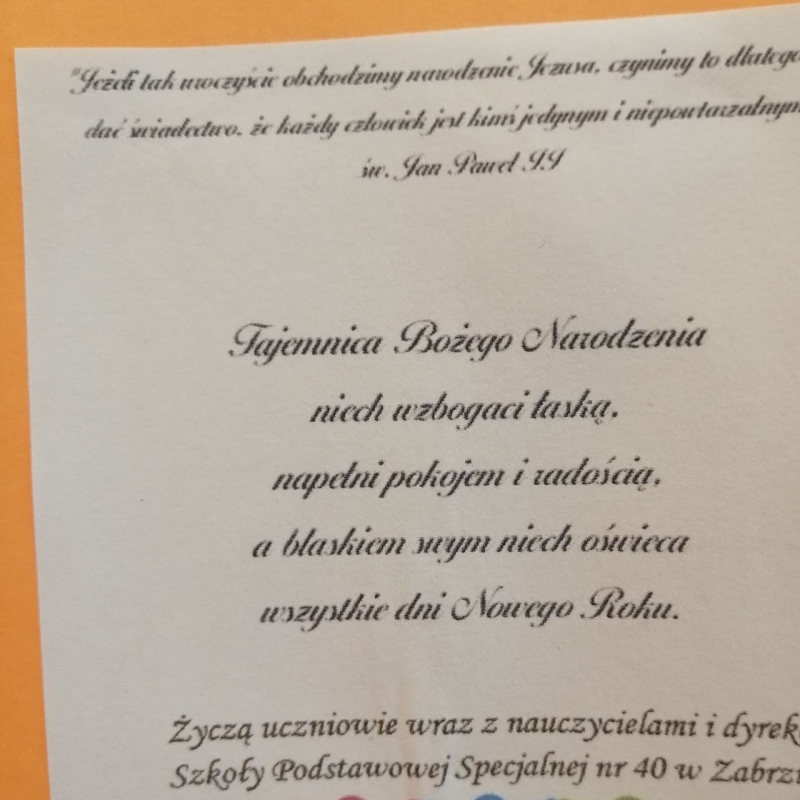 "Jeżeli tak uroczyście obchodzimy narodzenie Jezusa, czynimy to dlatego
dać świadectwo, że każdy człowiek jest kimś jedynym i niepowtarzalnym
św. Jan Paweł II
Tajemnica Bożego Narodzenia
niech wzbogaci łaską,
napełni pokojem i radością,
a blaskiem swym niech oświeca
wszystkie dni Nowego Roku.
Życzą uczniowie wraz z nauczycielami i dyrek
Szkoły Podstawowej Specjalnej nr 40 w Zabrz